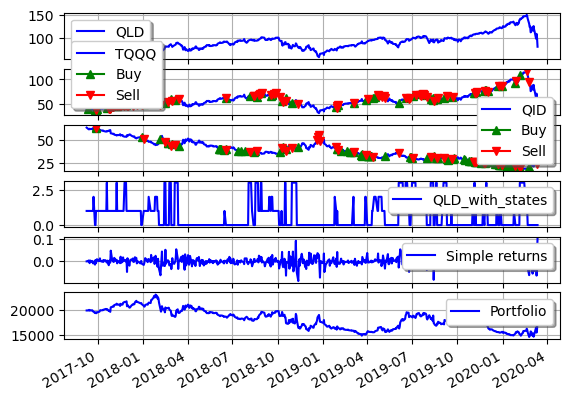 150
100
QLD
TQQQ
Buy
Sell
100
50
QID
Buy
Sell
50
25
2.5
0.0
QLD_with_states
0.1
0.0
Simple returns
20000
15000
Portfolio
2017-10
2018-01
2018-04
2018-07
2018-10
2019-01
2019-04
2019-07
2019-10
2020-01
2020-04